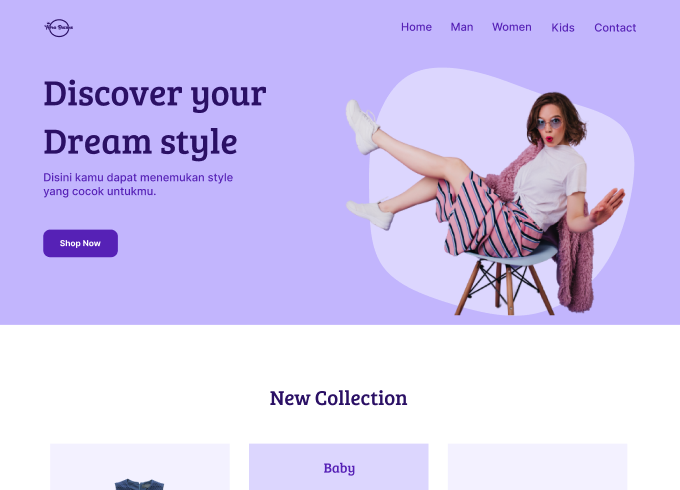 Home Man Women Kids Contact
Discover your
Dream style
Disini kamu dapat menemukan style
yang cocok untukmu.
Shop Now
New Collection
Baby